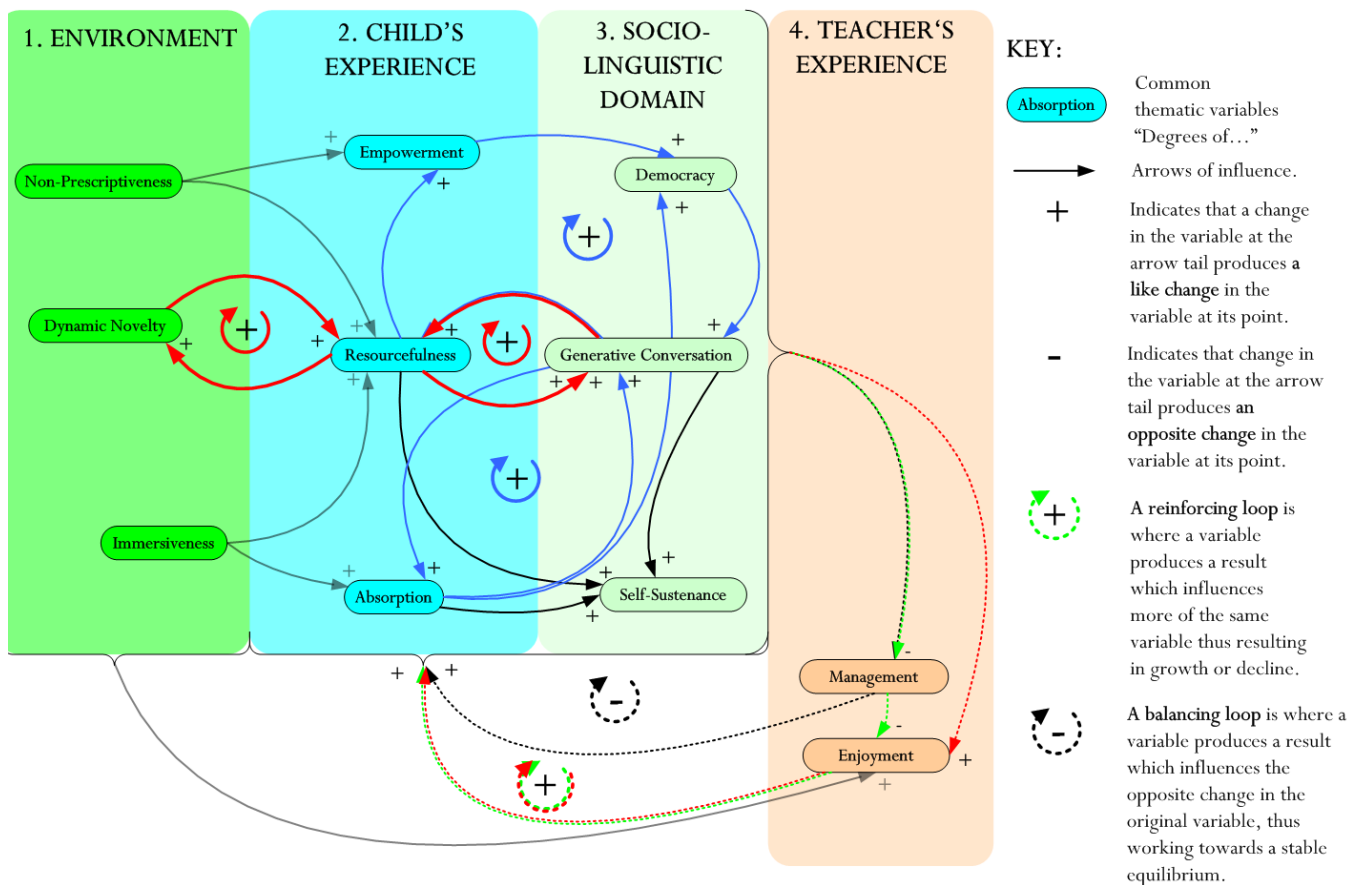 1. ENVIRONMENT
2. CHILD'S
EXPERIENCE
3. SOCIO-
LINGUISTIC
DOMAIN
4. TEACHER‘S
EXPERIENCE
KEY:
Absorption
Common
thematic variables
“Degrees of…”
Arrows of influence.
+
Indicates that a change
in the variable at the
arrow tail produces a
like change in the
variable at its point.
-
Indicates that change in
the variable at the arrow
tail produces an
opposite change in the
variable at its point.
+
A reinforcing loop is
where a variable
produces a result
which influences
more of the same
variable thus resulting
in growth or decline.
-
A balancing loop is where a
variable produces a result
which influences the
opposite change in the
original variable, thus
working towards a stable
equilibrium.
+
Empowerment
+
+
Non-Prescriptiveness
Democracy
+
+
Dynamic Novelty
+
+
+
+
Resourcefulness
+
+
+
+
Generative Conversation
+
+
+
+
+
Immersiveness
+
Absorption
+
+
Self-Sustenance
+
+
+
+
+
-
Management
-
-
Enjoyment
+
+
+